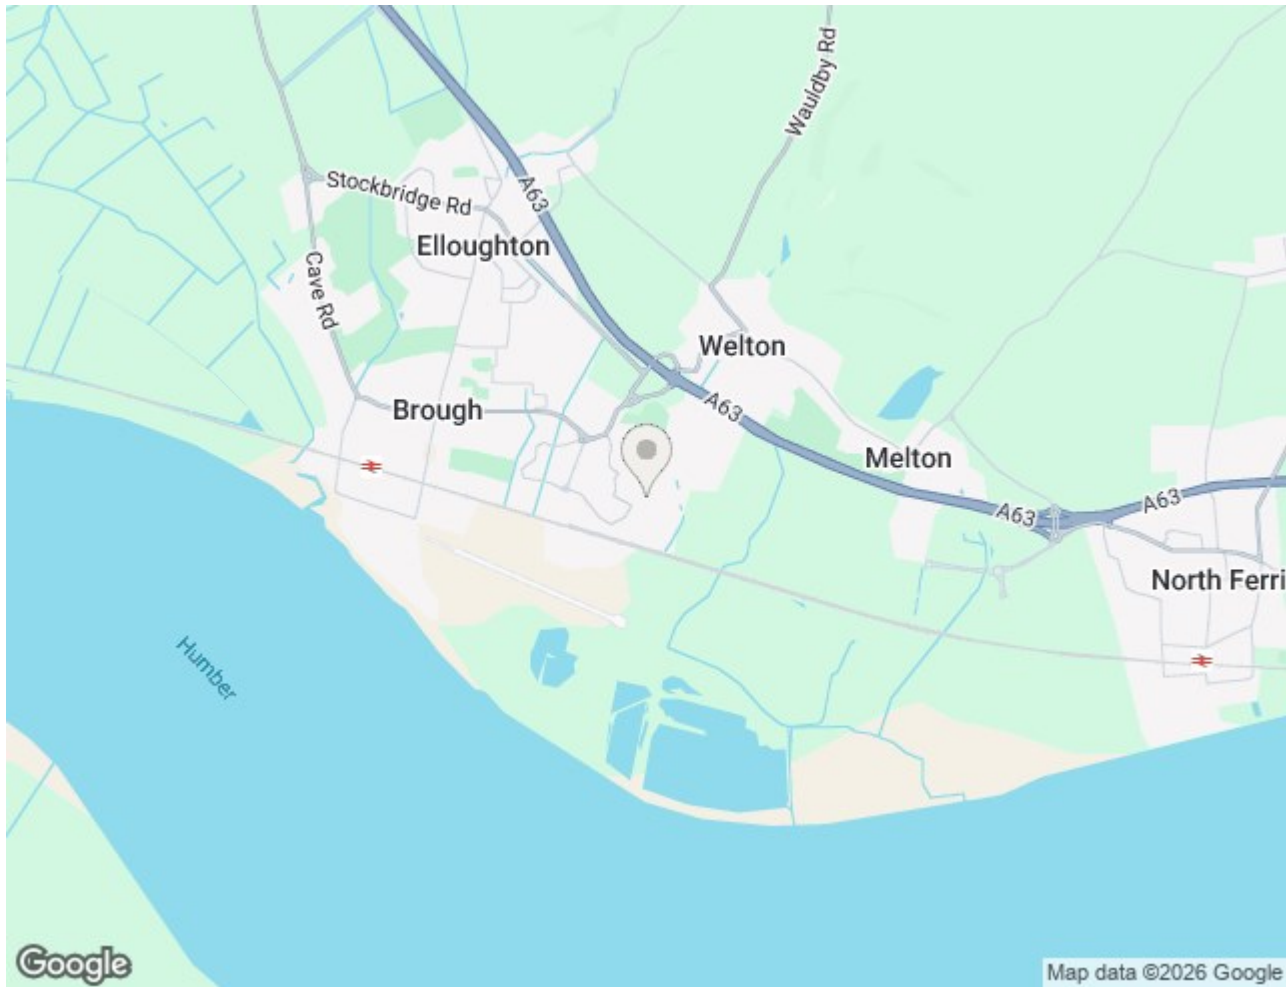 Wauldby Rd
Stockbridge Rd
A63
Elloughton
Cave Rd
Welton
Brough
A63
Melton
A63
A63
North Ferri
Humber
Google
Map data ©2026 Google